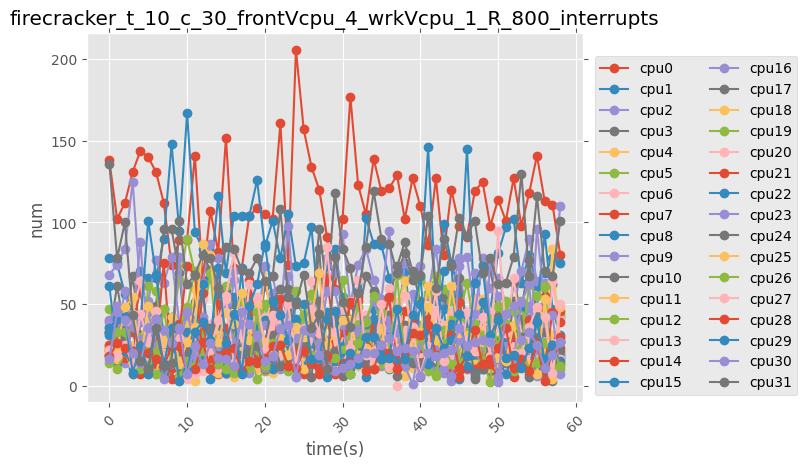 firecracker_t_10_c_30_frontVcpu_4_wrkVcpu_1_R_800_interrupts
200
150
100
50
0
num
0
10
20
30
40
50
60
time(s)
cpu0
cpu1
cpu2
cpu3
cpu4
cpu5
cpu6
cpu7
cpu8
cpu9
cpu10
cpu11
cpu12
cpu13
cpu14
cpu15
cpu16
cpu17
cpu18
cpu19
cpu20
cpu21
cpu22
cpu23
cpu24
cpu25
cpu26
cpu27
cpu28
cpu29
cpu30
cpu31